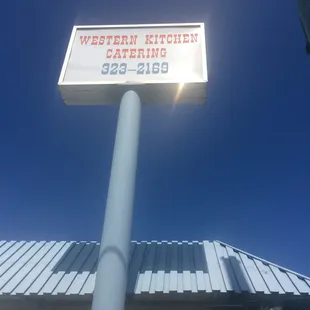 WESTERN KITCHEN
CATERING
323-2169